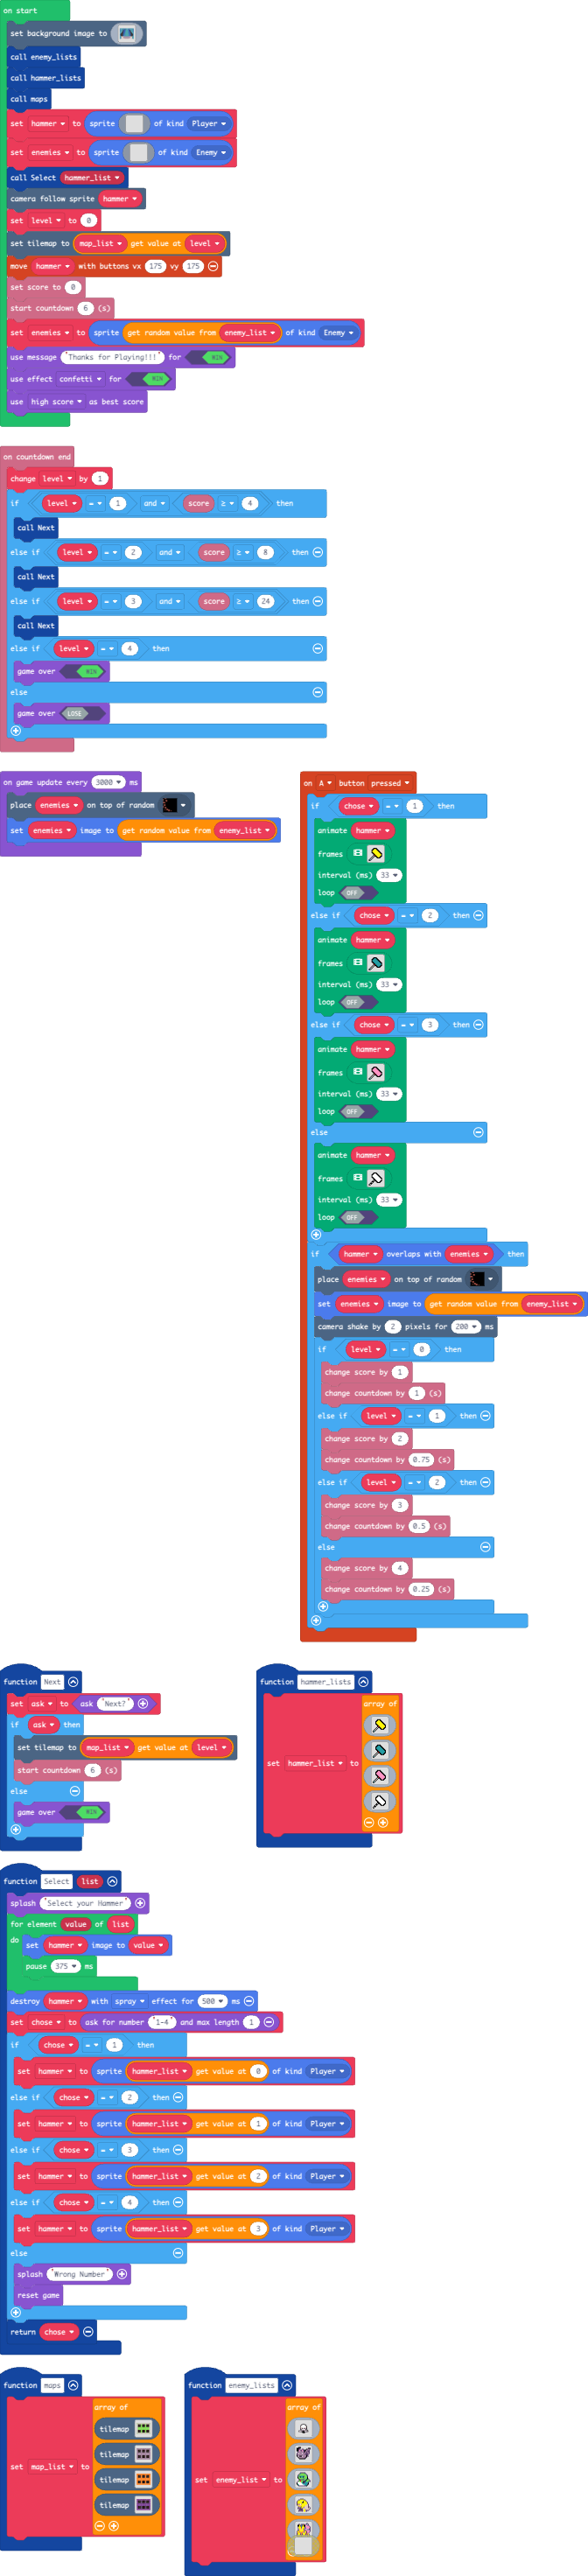 on start
set background image to
call enemy_lists
call hammer_lists
call maps
set hammer to sprite of kind Player
set enemies to sprite of kind Enemy
call Select hammer_list
camera follow sprite hammer
set level to 0
set tilemap to map_list get value at level
move hammer with buttons vx 175 vy 175
set score to 0
start countdown 6 (s)
set enemies to sprite get random value from enemy_list of kind Enemy
use message "Thanks for Playing!!!" for WIN
use effect confetti for WIN
use high score as best score
on countdown end
change level by 1
if level = 1 and score ≥ 4 then
call Next
else if level = 2 and score ≥ 8 then
call Next
else if level = 3 and score ≥ 24 then
call Next
else if level = 4 then
game over WIN
else
game over LOSE
on game update every 3000 ms
place enemies on top of random
set enemies image to get random value from enemy_list
on A button pressed
if chose = 1 then
animate hammer
frames
interval (ms) 33
loop OFF
else if chose = 2 then
animate hammer
frames
interval (ms) 33
loop OFF
else if chose = 3 then
animate hammer
frames
interval (ms) 33
loop OFF
else
animate hammer
frames
interval (ms) 33
loop OFF
if hammer overlaps with enemies then
place enemies on top of random
set enemies image to get random value from enemy_list
camera shake by 2 pixels for 200 ms
if level = 0 then
change score by 1
change countdown by 1 (s)
else if level = 1 then
change score by 2
change countdown by 0.75 (s)
else if level = 2 then
change score by 3
change countdown by 0.5 (s)
else
change score by 4
change countdown by 0.25 (s)
function Next
set ask to ask "Next?"
if ask then
set tilemap to map_list get value at level
start countdown 6 (s)
else
game over WIN
function hammer_lists
array of
set hammer_list to
function Select list
splash "Select your Hammer"
for element value of list
do set hammer image to value
pause 375 ms
destroy hammer with spray effect for 500 ms
set chose to ask for number "1-4" and max length 1
if chose = 1 then
set hammer to sprite hammer_list get value at 0 of kind Player
else if chose = 2 then
set hammer to sprite hammer_list get value at 1 of kind Player
else if chose = 3 then
set hammer to sprite hammer_list get value at 2 of kind Player
else if chose = 4 then
set hammer to sprite hammer_list get value at 3 of kind Player
else
splash "Wrong Number"
reset game
return chose
function maps
array of
tilemap
tilemap
set map_list to
tilemap
tilemap
function enemy_lists
array of
set enemy_list to